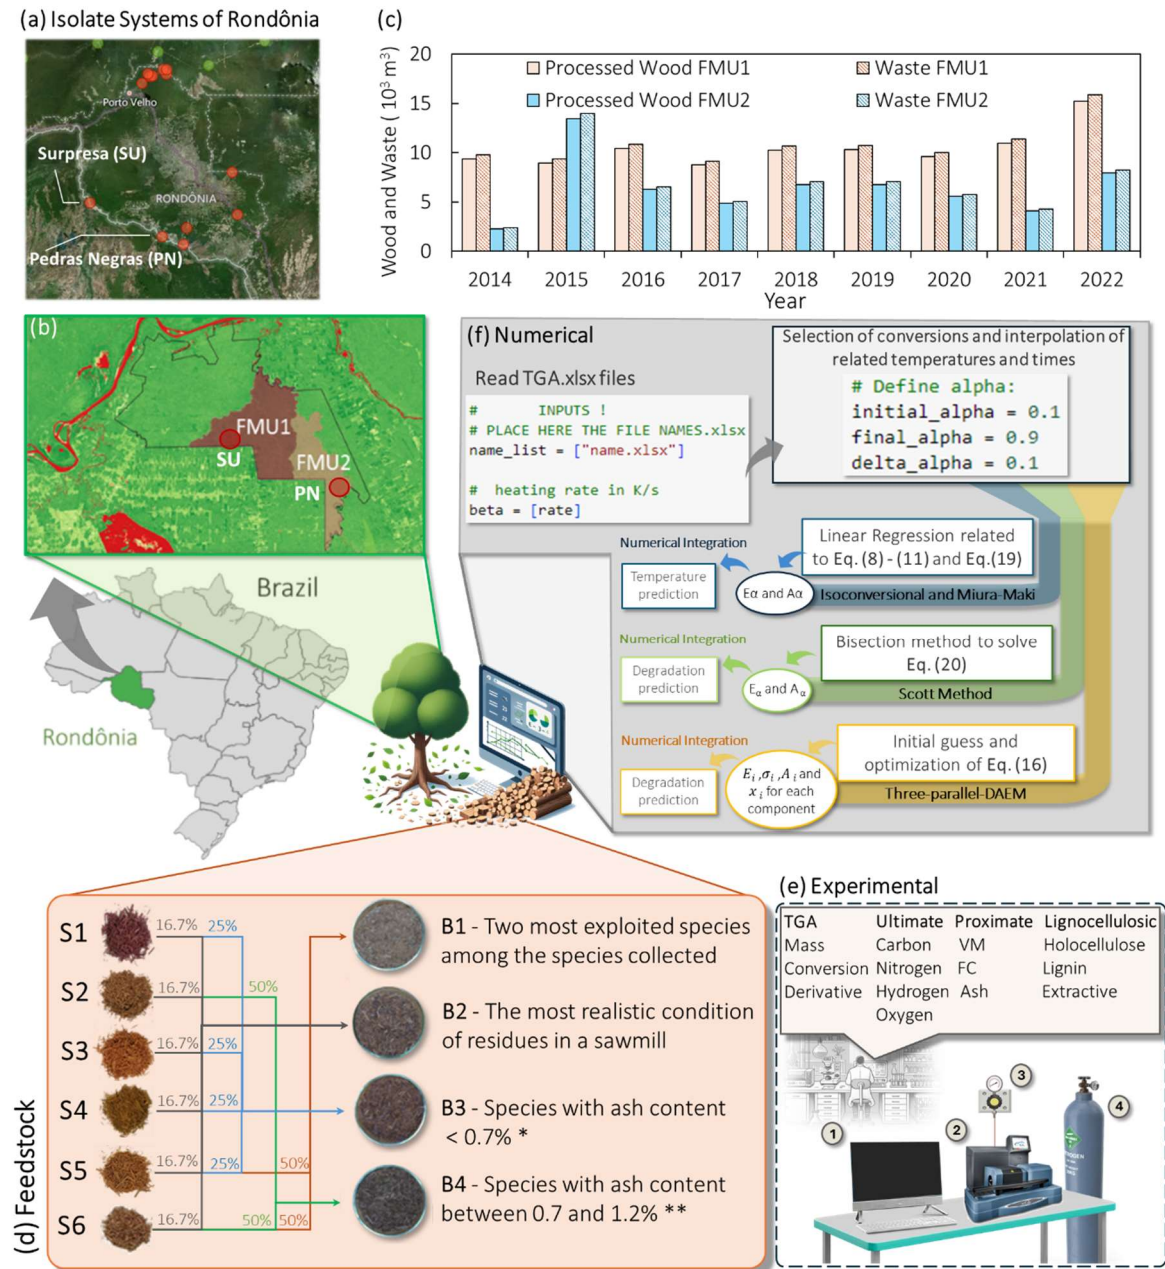 (a) Isolate Systems of Rondônia
Porto Velho
Surpresa (SU)
RONDÔNIA
Pedras Negras (PN)
(c)
Wood and Waste (10³ m³)
20
15
10
5
0
Processed Wood FMU1
Waste FMU1
Processed Wood FMU2
Waste FMU2
2014 2015 2016 2017 2018 2019 2020 2021 2022
Year
(b)
FMU1
SU
FMU2
PN
Brazil
Rondônia
(f) Numerical
Read TGA.xlsx files
# INPUTS !
# PLACE HERE THE FILE NAMES.xlsx
name_list = ["name.xlsx"]
# heating rate in K/s
beta = [rate]
Selection of conversions and interpolation of
related temperatures and times
# Define alpha:
initial_alpha = 0.1
final_alpha = 0.9
delta_alpha = 0.1
Numerical Integration
Temperature
prediction
Eα and Aα
Linear Regression related
to Eq. (8) - (11) and Eq.(19)
Isoconversional and Miura-Maki
Numerical Integration
Degradation
prediction
Eα and Aα
Bisection method to solve
Eq. (20)
Scott Method
Numerical Integration
Degradation
prediction
Eᵢ ,σᵢ ,Aᵢ and
xᵢ for each
component
Initial guess and
optimization of Eq. (16)
Three-parallel-DAEM
(d) Feedstock
S1 16.7% 25%
S2 16.7% 50%
S3 16.7% 25%
S4 16.7% 25%
S5 16.7% 25% 50%
S6 16.7% 50% 50%
B1 - Two most exploited species
among the species collected
B2 - The most realistic condition
of residues in a sawmill
B3 - Species with ash content
< 0.7% *
B4 - Species with ash content
between 0.7 and 1.2% **
(e) Experimental
TGA Ultimate Proximate Lignocellulosic
Mass Carbon VM Holocellulose
Conversion Nitrogen FC Lignin
Derivative Hydrogen Ash Extractive
Oxygen
1
2
3
4